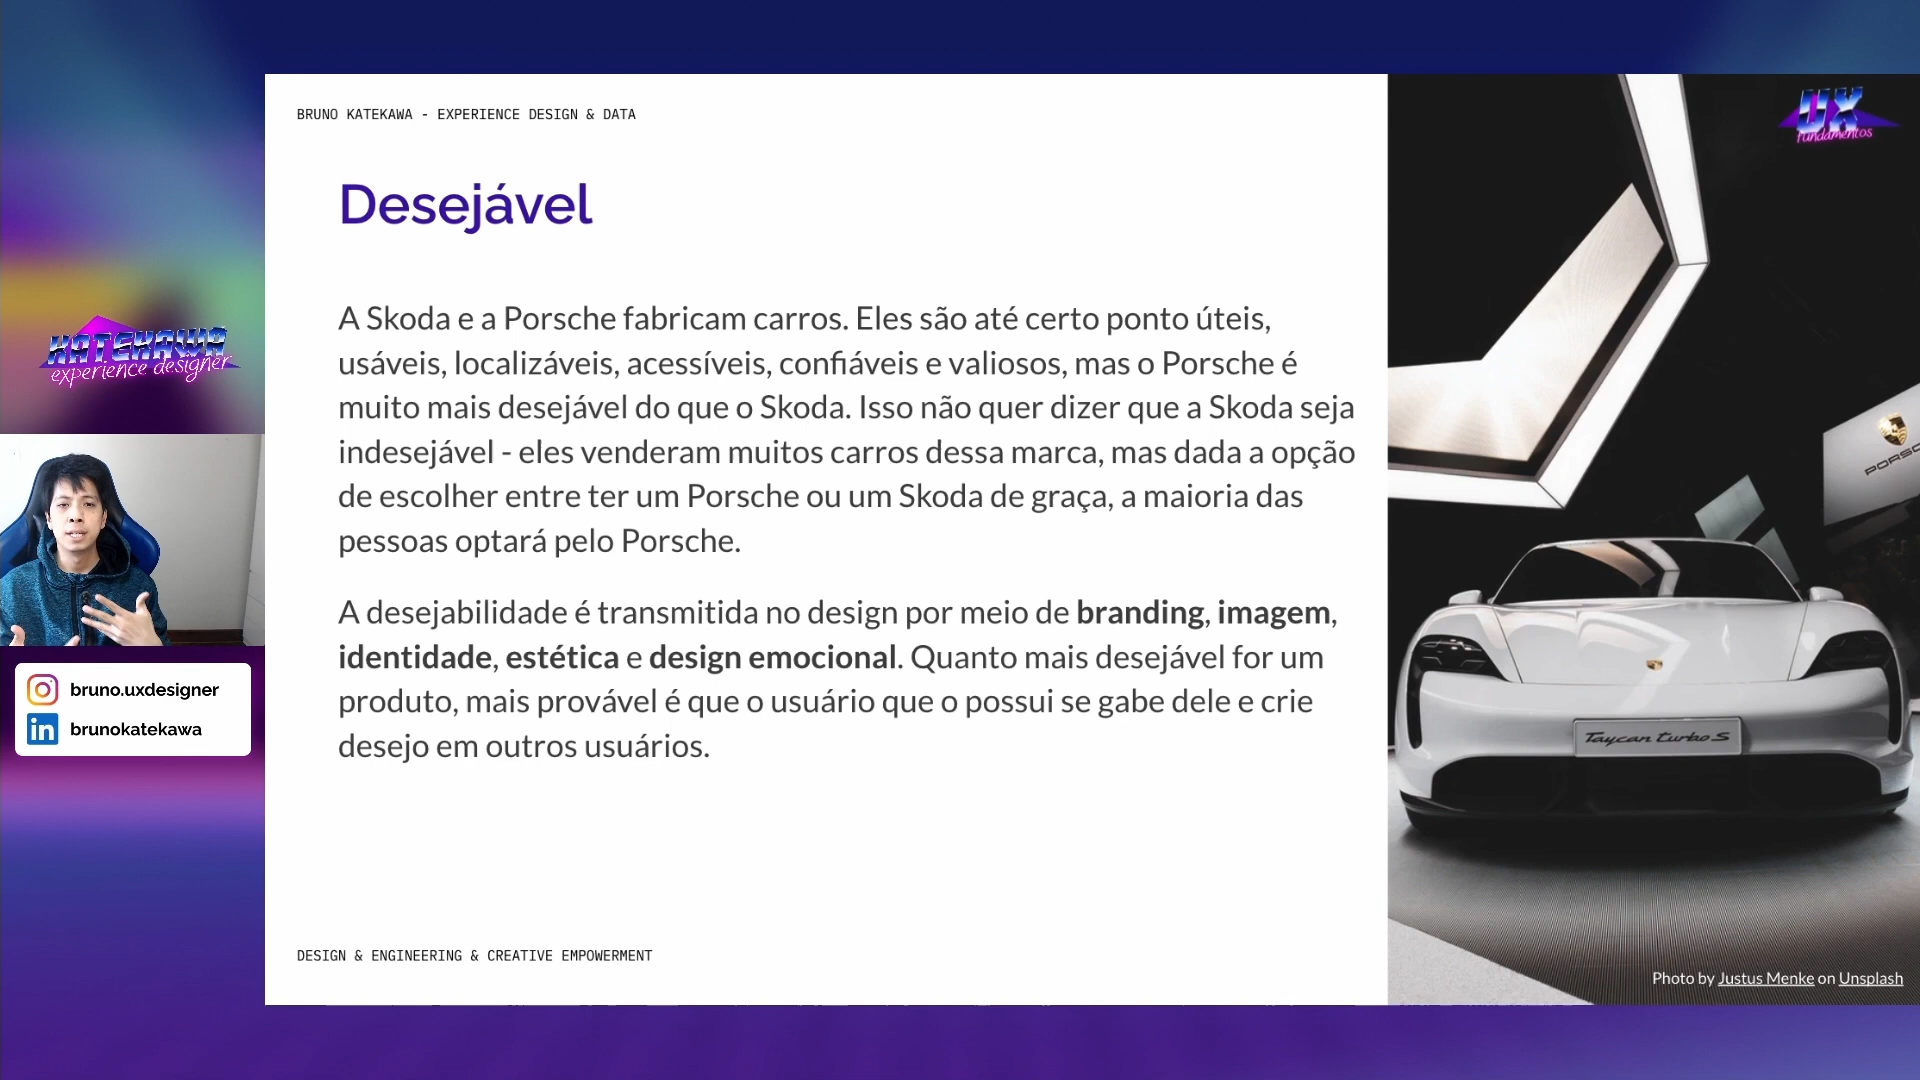 BRUNO KATEKAWA - EXPERIENCE DESIGN & DATA
UX
fundamentos
Desejável
A Skoda e a Porsche fabricam carros. Eles são até certo ponto úteis,
usáveis, localizáveis, acessíveis, confiáveis e valiosos, mas o Porsche é
muito mais desejável do que o Skoda. Isso não quer dizer que a Skoda seja
indesejável - eles venderam muitos carros dessa marca, mas dada a opção
de escolher entre ter um Porsche ou um Skoda de graça, a maioria das
pessoas optará pelo Porsche.
A desejabilidade é transmitida no design por meio de branding, imagem,
identidade, estética e design emocional. Quanto mais desejável for um
produto, mais provável é que o usuário que o possui se gabe dele e crie
desejo em outros usuários.
DESIGN & ENGINEERING & CREATIVE EMPOWERMENT
KATEKAWA
experience designer
bruno.uxdesigner
in
brunokatekawa
Taycan turbo S
Photo by Justus Menke on Unsplash